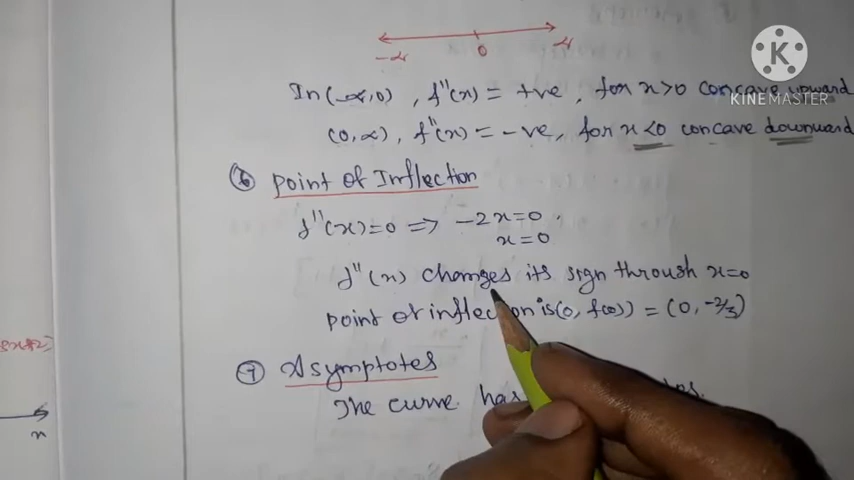 -∞ 0 ∞
In (-∞,0) , f''(x) = +ve , for x>0 concave upward
(0,∞) , f''(x) = -ve , for x<0 concave downward
⑥ Point of Inflection
f''(x)=0 => -2x=0
x=0
f''(x) changes its sign through x=0
Point of inflection is (0, f(0)) = (0, -2/3)
⑦ Asymptotes
The curve has
x
K
KINEMASTER